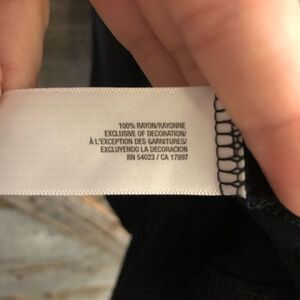 100% RAYON/RAYONNE
EXCLUSIVE OF DECORATION/
À L'EXCEPTION DES GARNITURES/
EXCLUYENDO LA DECORACION
RN 54023 / CA 17897